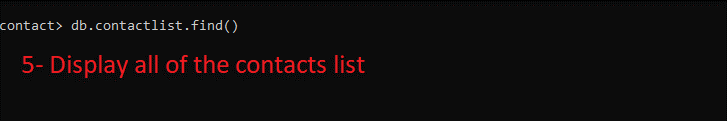 contact> db.contactlist.find()
5- Display all of the contacts list